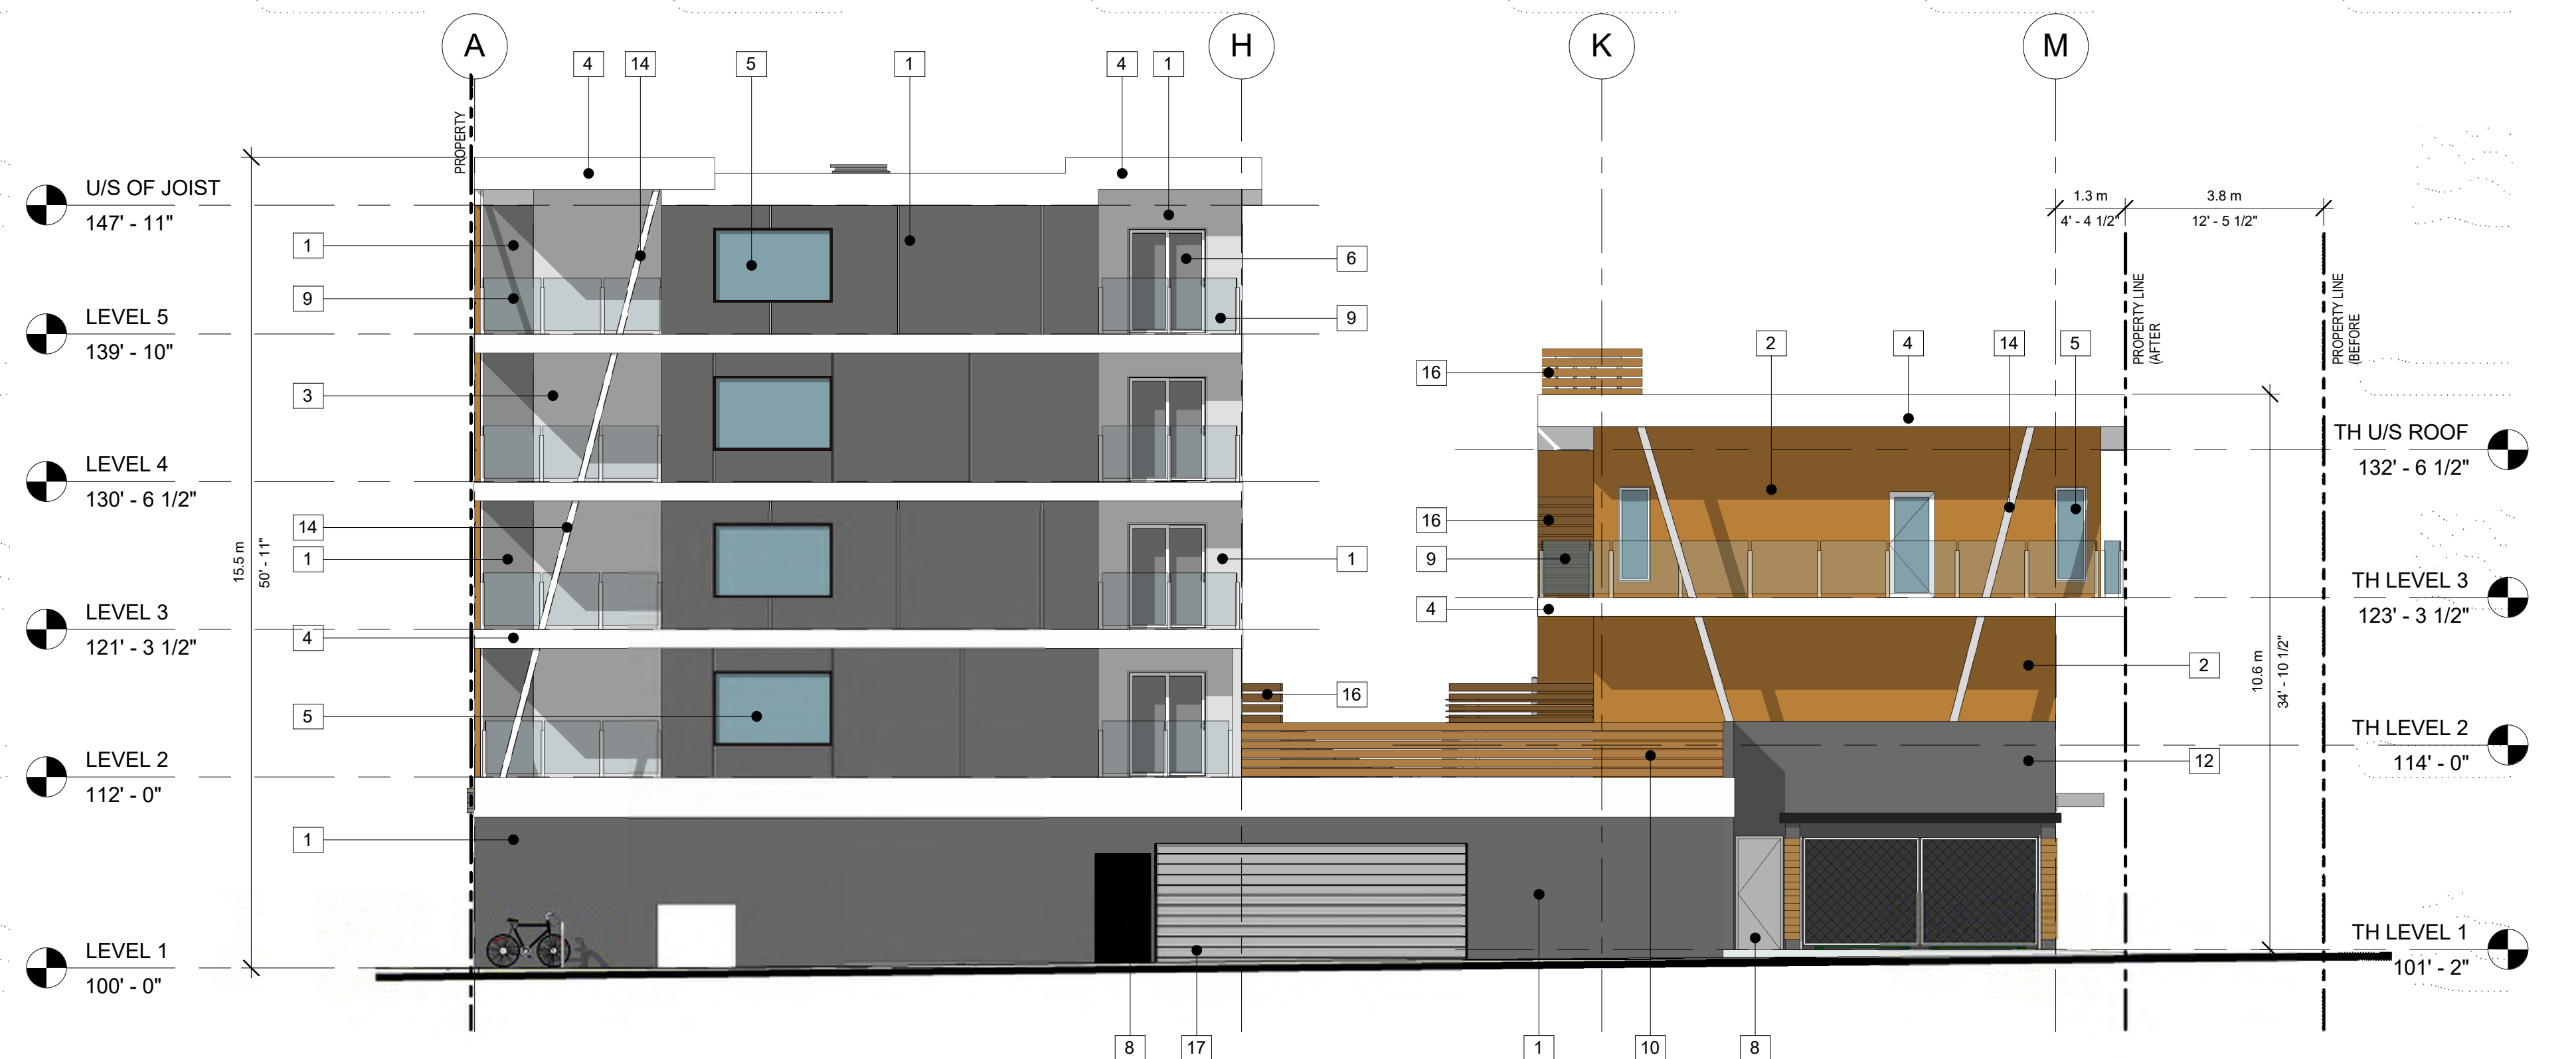 A
H
K
M
4
14
5
1
4
1
PROPERTY
U/S OF JOIST
147' - 11"
1
9
LEVEL 5
139' - 10"
3
LEVEL 4
130' - 6 1/2"
14
1
LEVEL 3
121' - 3 1/2"
4
5
LEVEL 2
112' - 0"
1
LEVEL 1
100' - 0"
15.5 m
50' - 11"
6
9
1
16
16
16
9
4
2
4
14
5
1.3 m
4' - 4 1/2"
3.8 m
12' - 5 1/2"
PROPERTY LINE
(AFTER
PROPERTY LINE
(BEFORE
TH U/S ROOF
132' - 6 1/2"
TH LEVEL 3
123' - 3 1/2"
2
10.6 m
34' - 10 1/2"
TH LEVEL 2
114' - 0"
12
TH LEVEL 1
101' - 2"
8
17
1
10
8